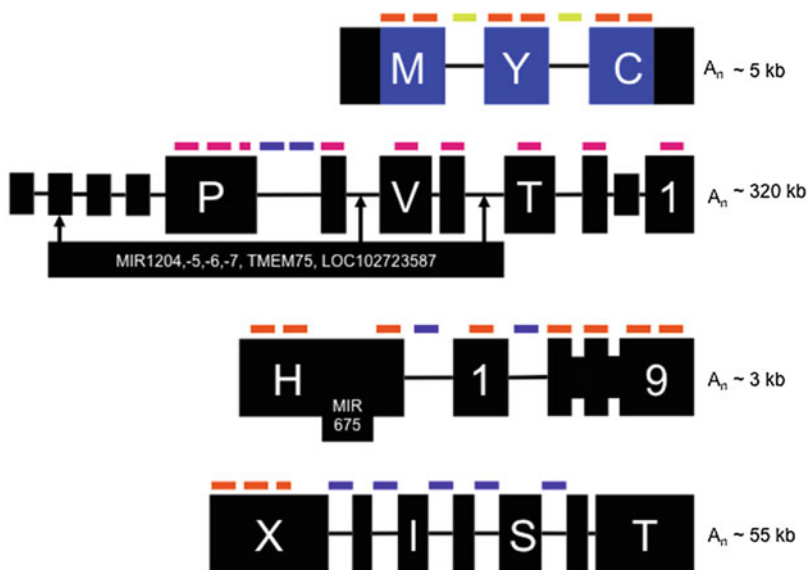 M Y C Aₙ ~ 5 kb
P V T 1 Aₙ ~ 320 kb
MIR1204,-5,-6,-7, TMEM75, LOC102723587
H 1 9 Aₙ ~ 3 kb
MIR
675
X I S T Aₙ ~ 55 kb